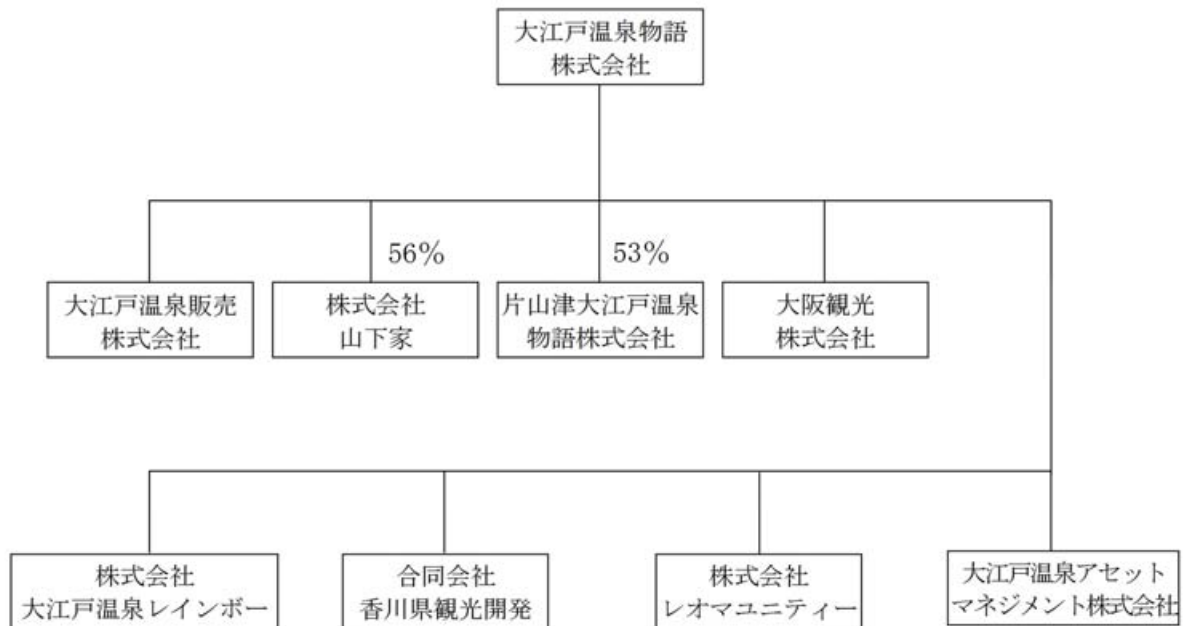 大江戸温泉物語
株式会社
56%
53%
大江戸温泉販売
株式会社
株式会社
山下家
片山津大江戸温泉
物語株式会社
大阪観光
株式会社
株式会社
大江戸温泉レインボー
合同会社
香川県観光開発
株式会社
レオマユニティー
大江戸温泉アセット
マネジメント株式会社